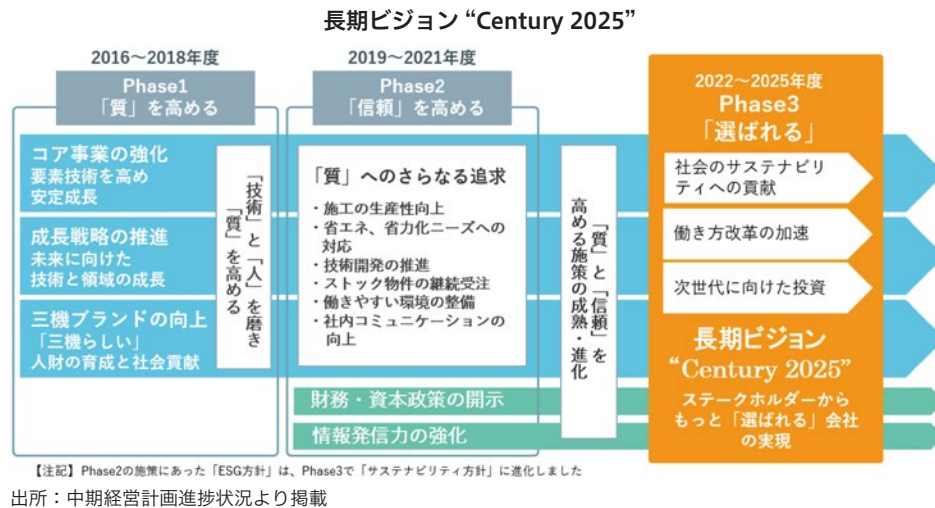 長期ビジョン “Century 2025”
2016～2018年度
Phase1
「質」を高める
コア事業の強化
要素技術を高め
安定成長
成長戦略の推進
未来に向けた
技術と領域の成長
三機ブランドの向上
「三機らしい」
人財の育成と社会貢献
「技術」と「人」を磨き
「質」を高める
2019～2021年度
Phase2
「信頼」を高める
「質」へのさらなる追求
・施工の生産性向上
・省エネ、省力化ニーズへの
対応
・技術開発の推進
・ストック物件の継続受注
・働きやすい環境の整備
・社内コミュニケーションの
向上
財務・資本政策の開示
情報発信力の強化
「質」と「信頼」を
高める施策の成熟・進化
2022～2025年度
Phase3
「選ばれる」
社会のサステナビリ
ティへの貢献
働き方改革の加速
次世代に向けた投資
長期ビジョン
“Century 2025”
ステークホルダーから
もっと「選ばれる」会社
の実現
【注記】Phase2の施策にあった「ESG方針」は、Phase3で「サステナビリティ方針」に進化しました
出所：中期経営計画進捗状況より掲載